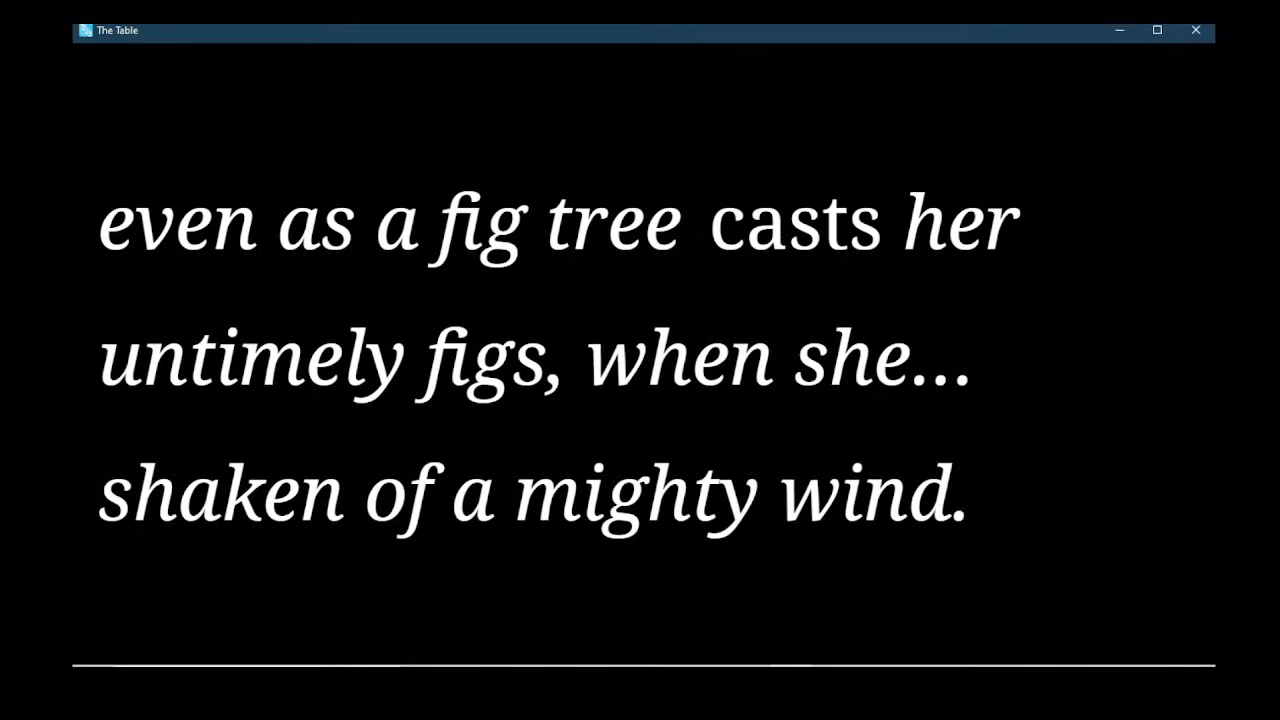 The Table
even as a fig tree casts her
untimely figs, when she...
shaken of a mighty wind.